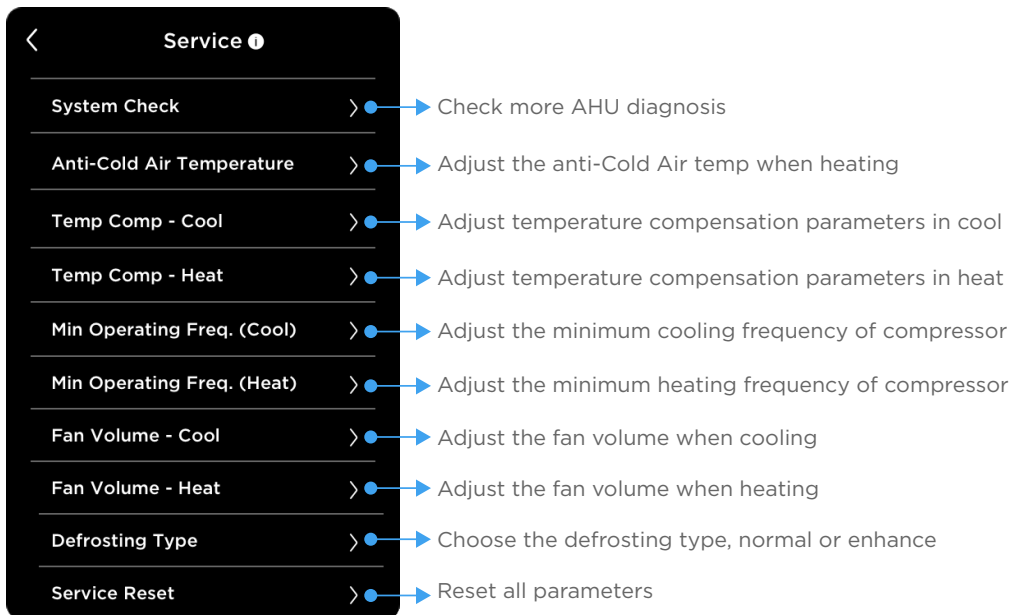 Service
System Check
Check more AHU diagnosis
Anti-Cold Air Temperature
Adjust the anti-Cold Air temp when heating
Temp Comp - Cool
Adjust temperature compensation parameters in cool
Temp Comp - Heat
Adjust temperature compensation parameters in heat
Min Operating Freq. (Cool)
Adjust the minimum cooling frequency of compressor
Min Operating Freq. (Heat)
Adjust the minimum heating frequency of compressor
Fan Volume - Cool
Adjust the fan volume when cooling
Fan Volume - Heat
Adjust the fan volume when heating
Defrosting Type
Choose the defrosting type, normal or enhance
Service Reset
Reset all parameters